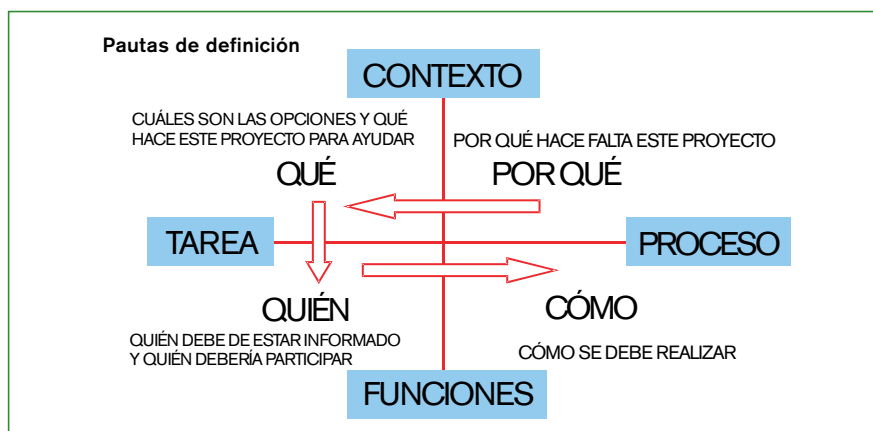 Pautas de definición
CONTEXTO
CUÁLES SON LAS OPCIONES Y QUÉ
HACE ESTE PROYECTO PARA AYUDAR
QUÉ
POR QUÉ HACE FALTA ESTE PROYECTO
POR QUÉ
TAREA
PROCESO
QUIÉN
QUIÉN DEBE DE ESTAR INFORMADO
Y QUIÉN DEBERÍA PARTICIPAR
CÓMO
CÓMO SE DEBE REALIZAR
FUNCIONES